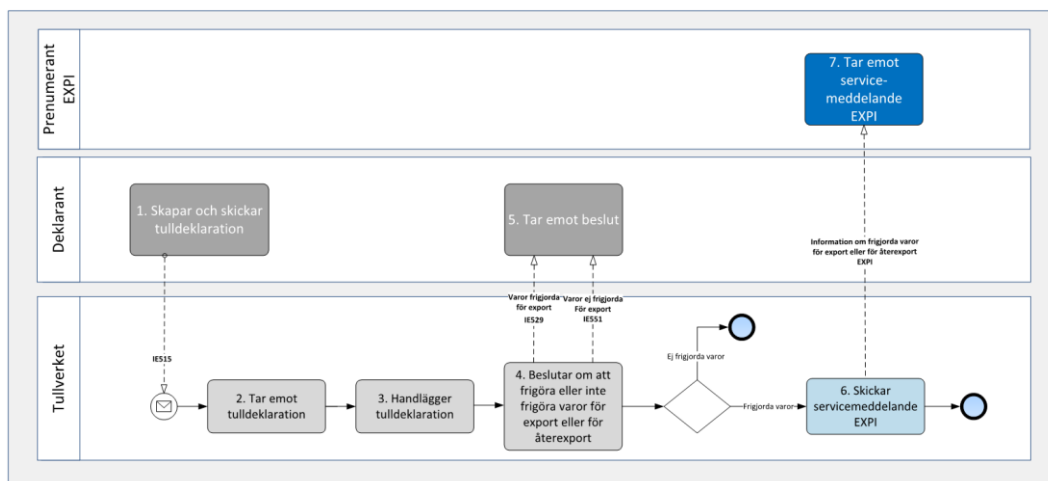 Prenumerant
EXPI
7. Tar emot
service-
meddelande
EXPI
Deklarant
1. Skapar och skickar
tulldeklaration
5. Tar emot beslut
Information om frigjorda varor
för export eller för återexport
EXPI
Varor frigjorda
för export
IE529
Varor ej frigjorda
För export
IE551
Tullverket
IE515
2. Tar emot
tulldeklaration
3. Handlägger
tulldeklaration
4. Beslutar om att
frigöra eller inte
frigöra varor för
export eller för
återexport
Ej frigjorda varor
Frigjorda varor
6. Skickar
servicemeddelande
EXPI